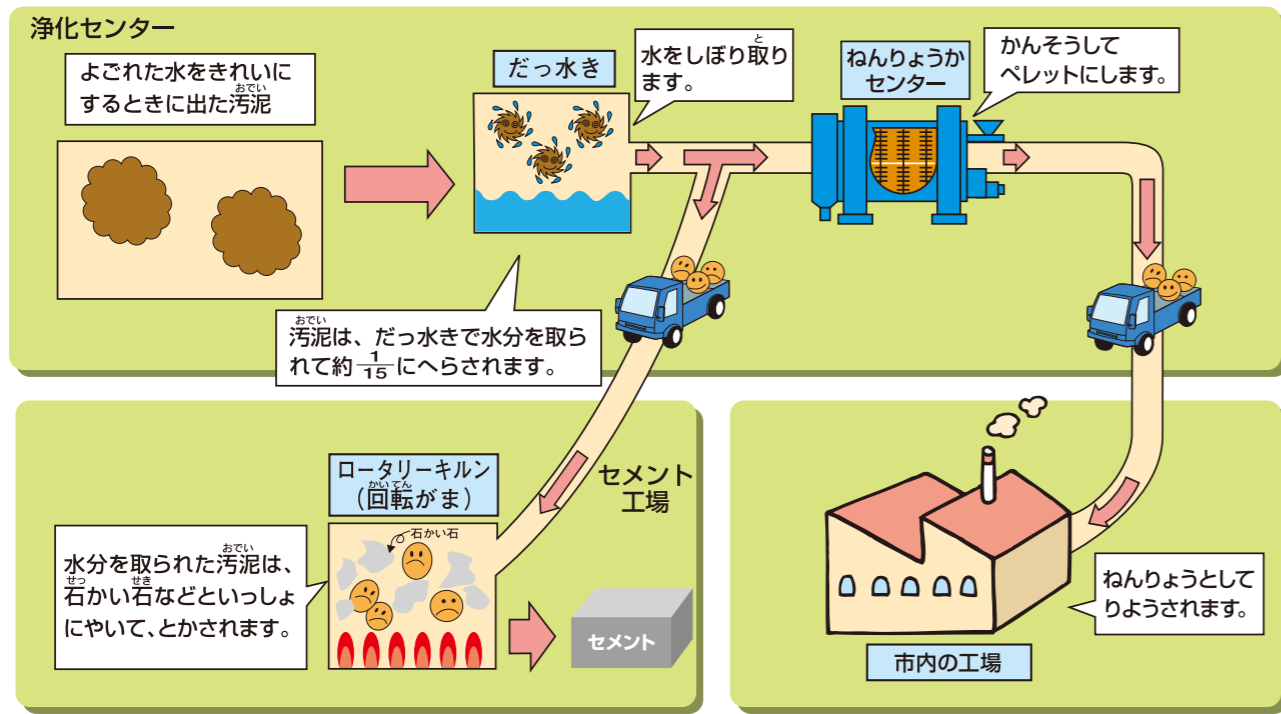 浄化センター
よごれた水をきれいに
するときに出た汚泥
おでい
だっ水き
水をしぼり取り
と
ます。
ねんりょうか
センター
かんそうして
ペレットにします。
おでい
汚泥は、だっ水きで水分を取ら
れて約1/15にへらされます。
ロータリーキルン
かいてん
(回転がま)
セメント
工場
石かい石
おでい
水分を取られた汚泥は、
せっ せき
石かい石などといっしょ
にやいて、とかされます。
セメント
ねんりょうとして
りようされます。
市内の工場